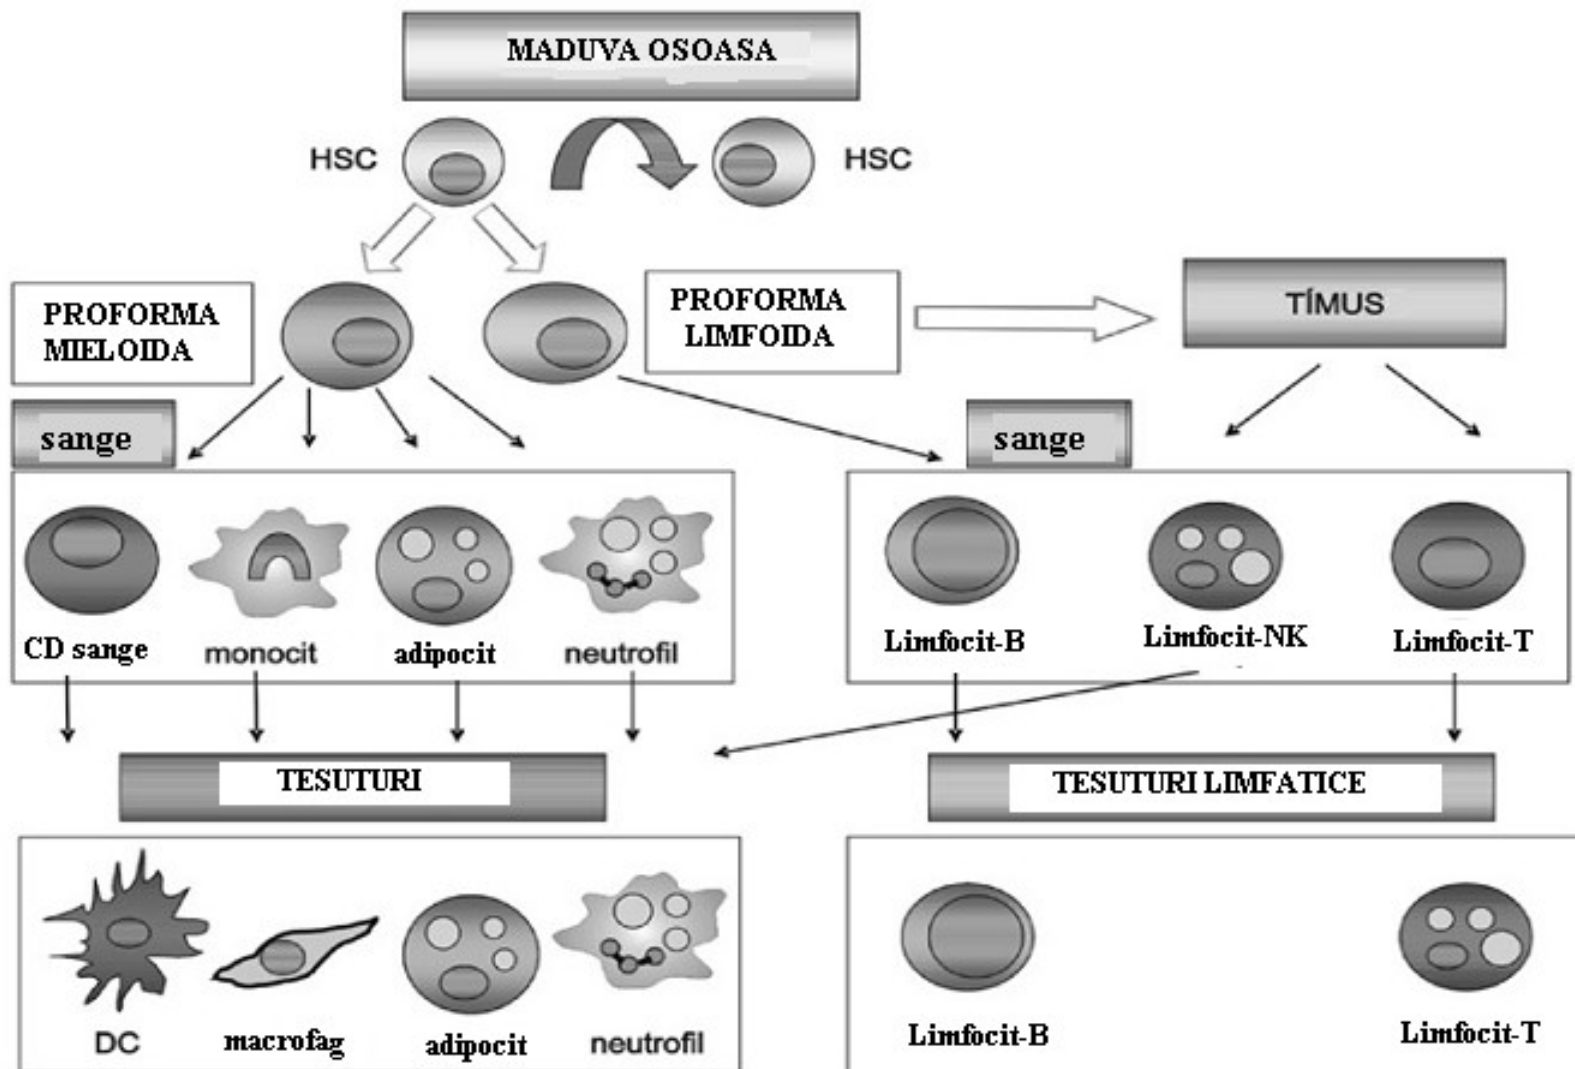 MADUVA OSOASA
HSC
HSC
PROFORMA
MIELOIDA
PROFORMA
LIMFOIDA
TÍMUS
sange
sange
CD sange
monocit
adipocit
neutrofil
Limfocit-B
Limfocit-NK
Limfocit-T
TESUTURI
TESUTURI LIMFATICE
DC
macrofag
adipocit
neutrofil
Limfocit-B
Limfocit-T